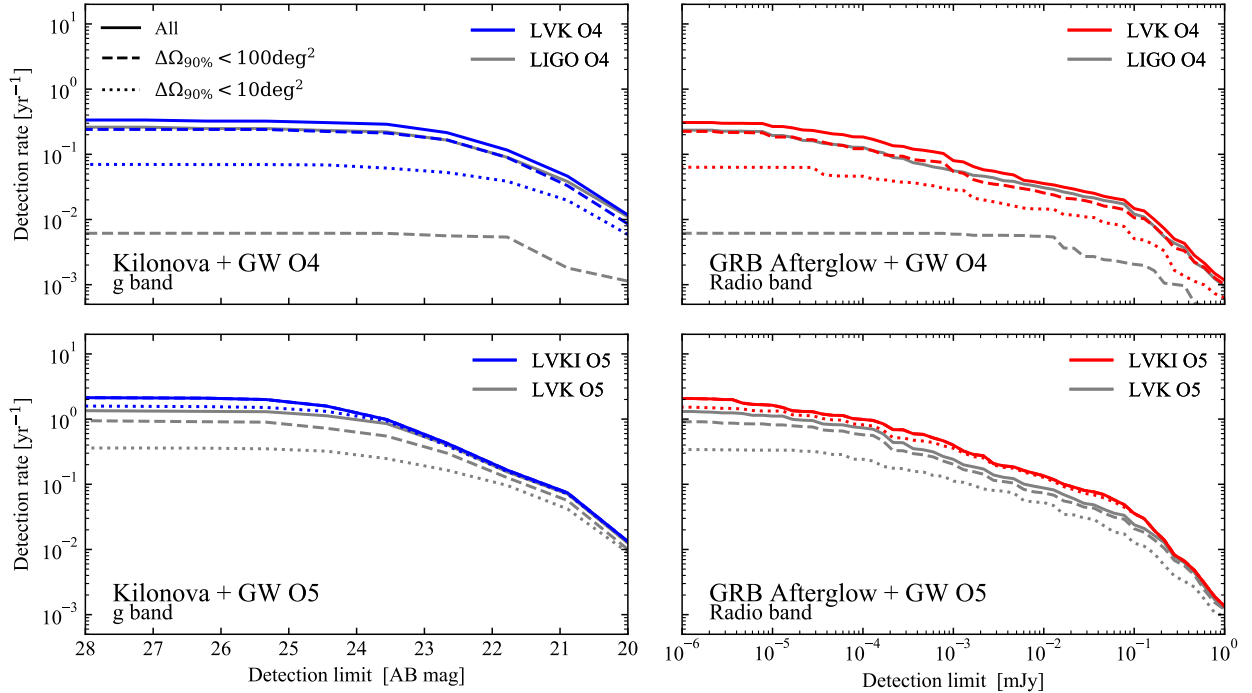 All
ΔΩ90% < 100deg²
ΔΩ90% < 10deg²
LVK O4
LIGO O4
Kilonova + GW O4
g band
10¹
10⁰
10⁻¹
10⁻²
10⁻³
Detection rate [yr⁻¹]
LVK O4
LIGO O4
GRB Afterglow + GW O4
Radio band
LVKI O5
LVK O5
Kilonova + GW O5
g band
10¹
10⁰
10⁻¹
10⁻²
10⁻³
Detection rate [yr⁻¹]
28 27 26 25 24 23 22 21 20
Detection limit [AB mag]
LVKI O5
LVK O5
GRB Afterglow + GW O5
Radio band
10⁻⁶ 10⁻⁵ 10⁻⁴ 10⁻³ 10⁻² 10⁻¹ 10⁰
Detection limit [mJy]